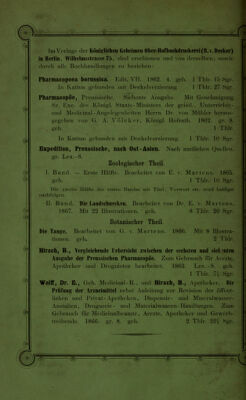 Im Verlage der Königlichen Geheimen Ober-Hofbuchdruckerei (R. v. Decker)
in Berlin, Wilhelmstrasse 75, sind erschienen und von derselben, sowie
durch alle Buchhandlungen zu beziehen:
Pharmacopoea borussica. Edit. VII. 1862. 4. geh. 1 Thlr. 15 Sgr.
In Kattun gebunden mit Deckelverzierung 1 Thlr. 27 Sgr.
Pharmacopöe, Preussische. Siebente Ausgabe. Mit Genehmigung
Sr. Exc. des Königl. Staats-Ministers der geistl., Unterrichts-
und Medicinal-Angelegenheiten Herrn Dr. von Mühler heraus-
gegeben von G. A. Völcker, Königl. Hofrath. 1862. gr. 8.
geh. 1 Thlr.
In Kattun gebunden mit Deckelverzierung. 1 Thlr. 10 Sgr.
Expedition, Preussische, nach Ost-Asien. Nach amtlichen Quellen.
gr. Lex.-8.
Zoologischer Theil.
I. Band – Erste Hälfte. Bearbeitet von E. v. Martens. 1865.
geh. 1 Thlr. 10 Sgr.
Die zweite Hälfte des ersten Bandes mit Titel, Vorwort etc. wird baldigst
nachfolgen.
II. Band. Die Landschnecken. Bearbeitet von Dr. E. v. Martens.
1867. Mit 22 Illustrationen. geh. 6 Thlr. 20 Sgr.
Botanischer Theil.
Die Tange. Bearbeitet von G. v. Martens. 1866. Mit 8 Illustra-
tionen. geh. 2 Thlr.
Hirsch, B., Vergleichende Uebersicht zwischen der sechsten und siebenten
Ausgabe der Preussischen Pharmacopöe. Zum Gebrauch für Aerzte,
Apotheker und Droguisten bearbeitet. 1863. Lex.-8. geh.
1 Thlr. 7½ Sgr.
Wolff, Dr. E., Geh. Medicinal-R., und Hirsch, B., Apotheker, Die
Prüfung der Arzneimittel nebst Anleitung zur Revision der öffent-
lichen und Privat-Apotheken, Dispensir- und Mineralwasser-
Anstalten, Droguerie- und Materialwaaren-Handlungen. Zum
Gebrauch für Medicinalbeamte, Aerzte, Apotheker und Gewerb-
treibende. 1866. gr. 8. geh. 2 Thlr. 22½ Sgr.